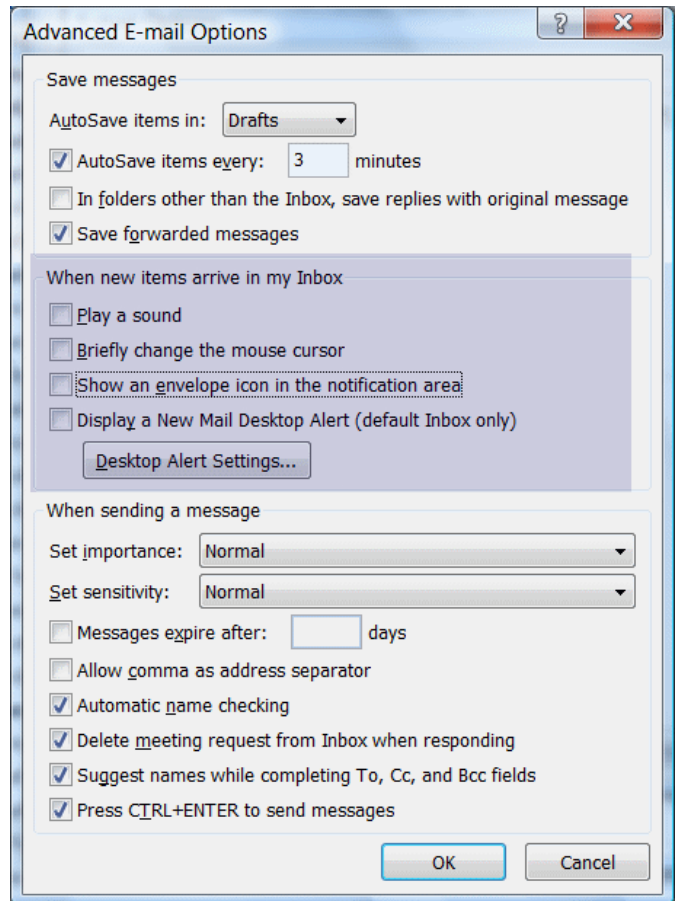 Advanced E-mail Options
Save messages
AutoSave items in: Drafts
AutoSave items every: 3 minutes
In folders other than the Inbox, save replies with original message
Save forwarded messages
When new items arrive in my Inbox
Play a sound
Briefly change the mouse cursor
Show an envelope icon in the notification area
Display a New Mail Desktop Alert (default Inbox only)
Desktop Alert Settings...
When sending a message
Set importance: Normal
Set sensitivity: Normal
Messages expire after: days
Allow comma as address separator
Automatic name checking
Delete meeting request from Inbox when responding
Suggest names while completing To, Cc, and Bcc fields
Press CTRL+ENTER to send messages
OK Cancel